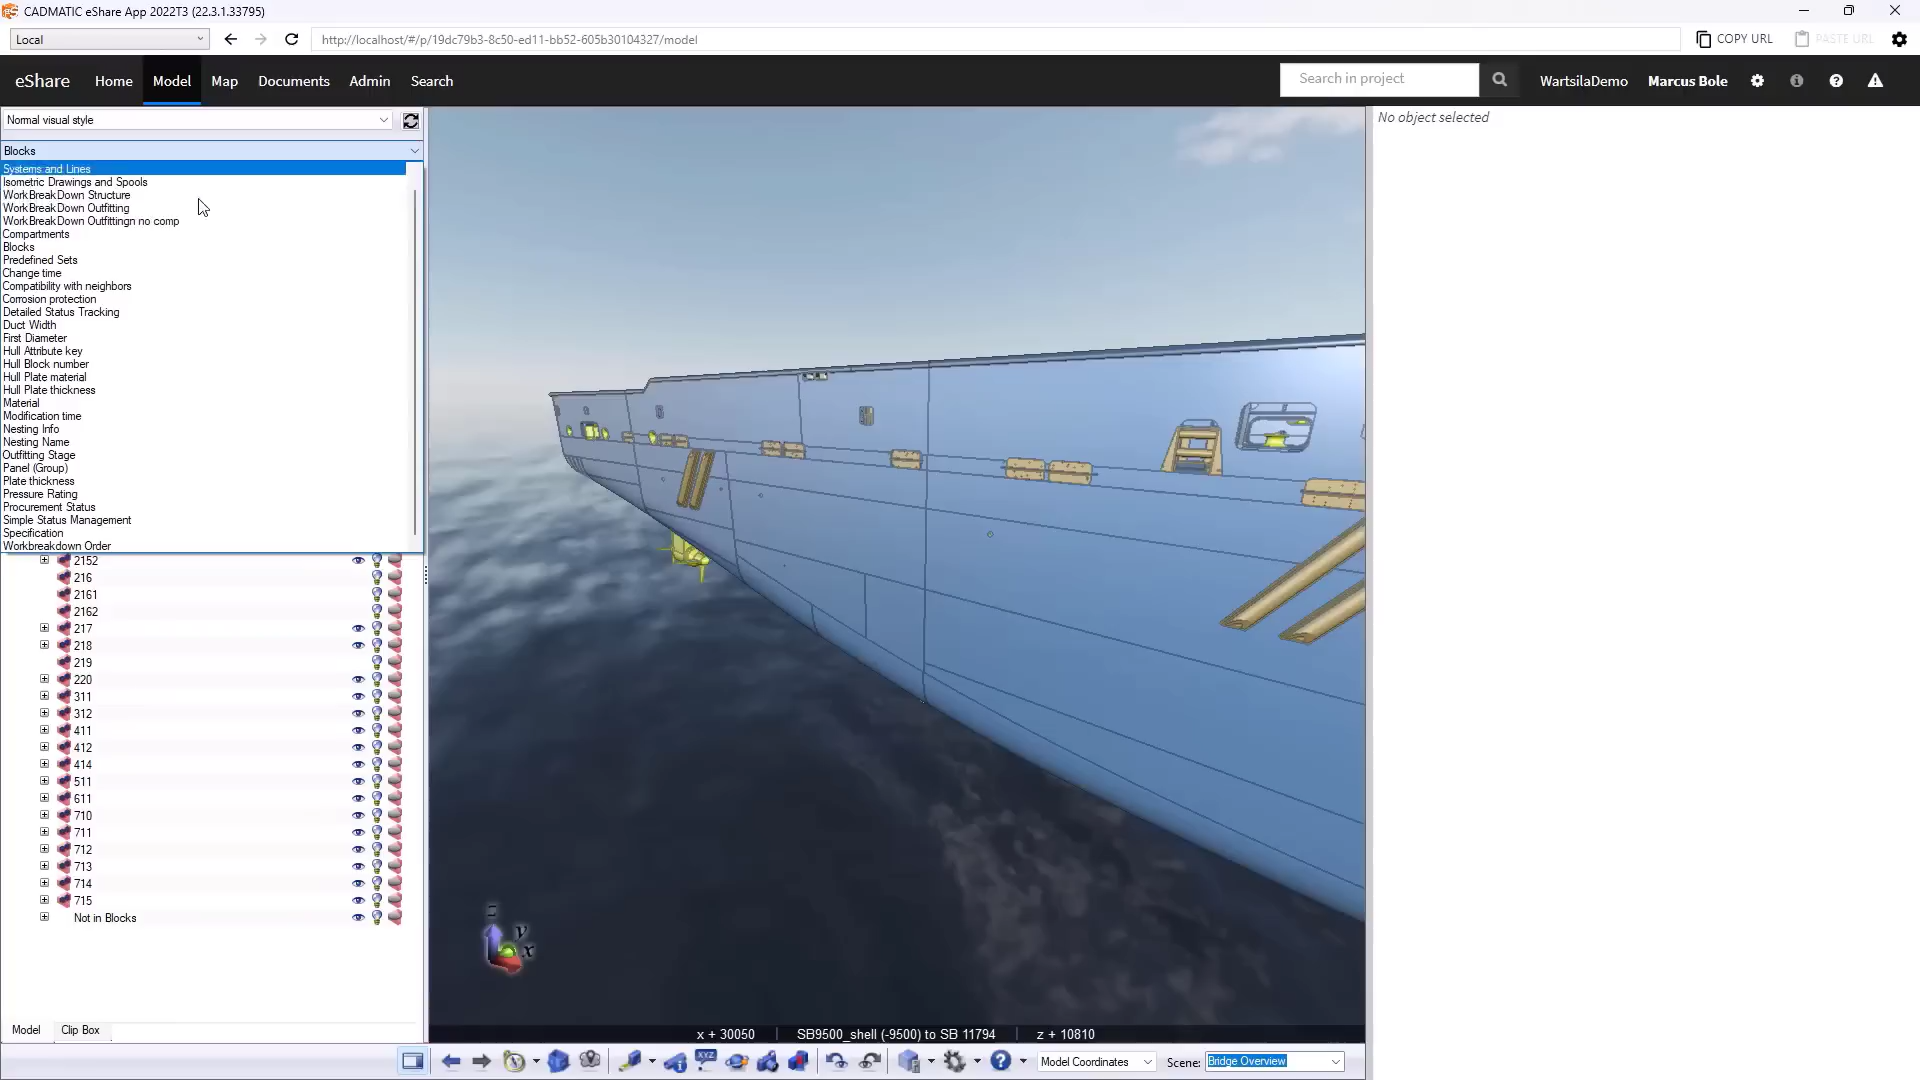 CADMATIC eShare App 2022T3 (22.3.1.33795)
Local
http://localhost/#/p/19dc79b3-8c50-ed11-bb52-605b30104327/model
COPY URL
PASTE URL
eShare
Home
Model
Map
Documents
Admin
Search
Search in project
WartsilaDemo
Marcus Bole
Normal visual style
No object selected
Blocks
Systems and Lines
Isometric Drawings and Spools
WorkBreakDown Structure
WorkBreakDown Outfitting
WorkBreakDown Outfittingn no comp
Compartments
Blocks
Predefined Sets
Change time
Compatibility with neighbors
Corrosion protection
Detailed Status Tracking
Duct Width
First Diameter
Hull Attribute key
Hull Block number
Hull Plate material
Hull Plate thickness
Material
Modification time
Nesting Info
Nesting Name
Outfitting Stage
Panel (Group)
Plate thickness
Pressure Rating
Procurement Status
Simple Status Management
Specification
Workbreakdown Order
2152
216
2161
2162
217
218
219
220
311
312
411
412
414
511
611
710
711
712
713
714
715
Not in Blocks
z
y
x
Model
Clip Box
x + 30050
SB9500_shell (-9500) to SB 11794
z + 10810
XYZ
Model Coordinates
Scene:
Bridge Overview